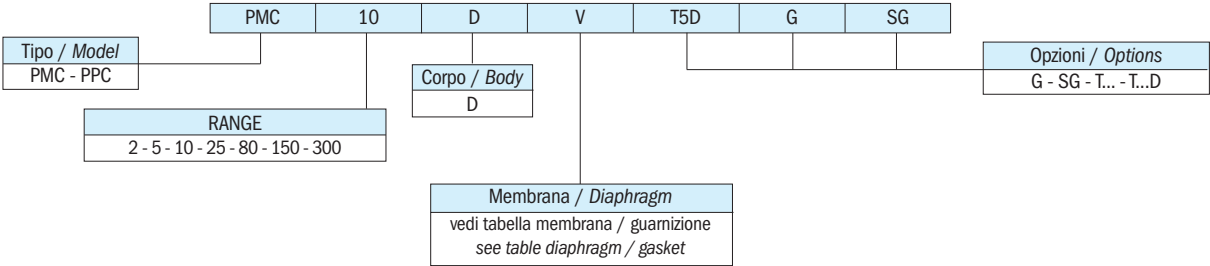 PMC 10 D V T5D G SG
Tipo / Model
PMC - PPC
Corpo / Body
D
Opzioni / Options
G - SG - T... - T...D
RANGE
2 - 5 - 10 - 25 - 80 - 150 - 300
Membrana / Diaphragm
vedi tabella membrana / guarnizione
see table diaphragm / gasket